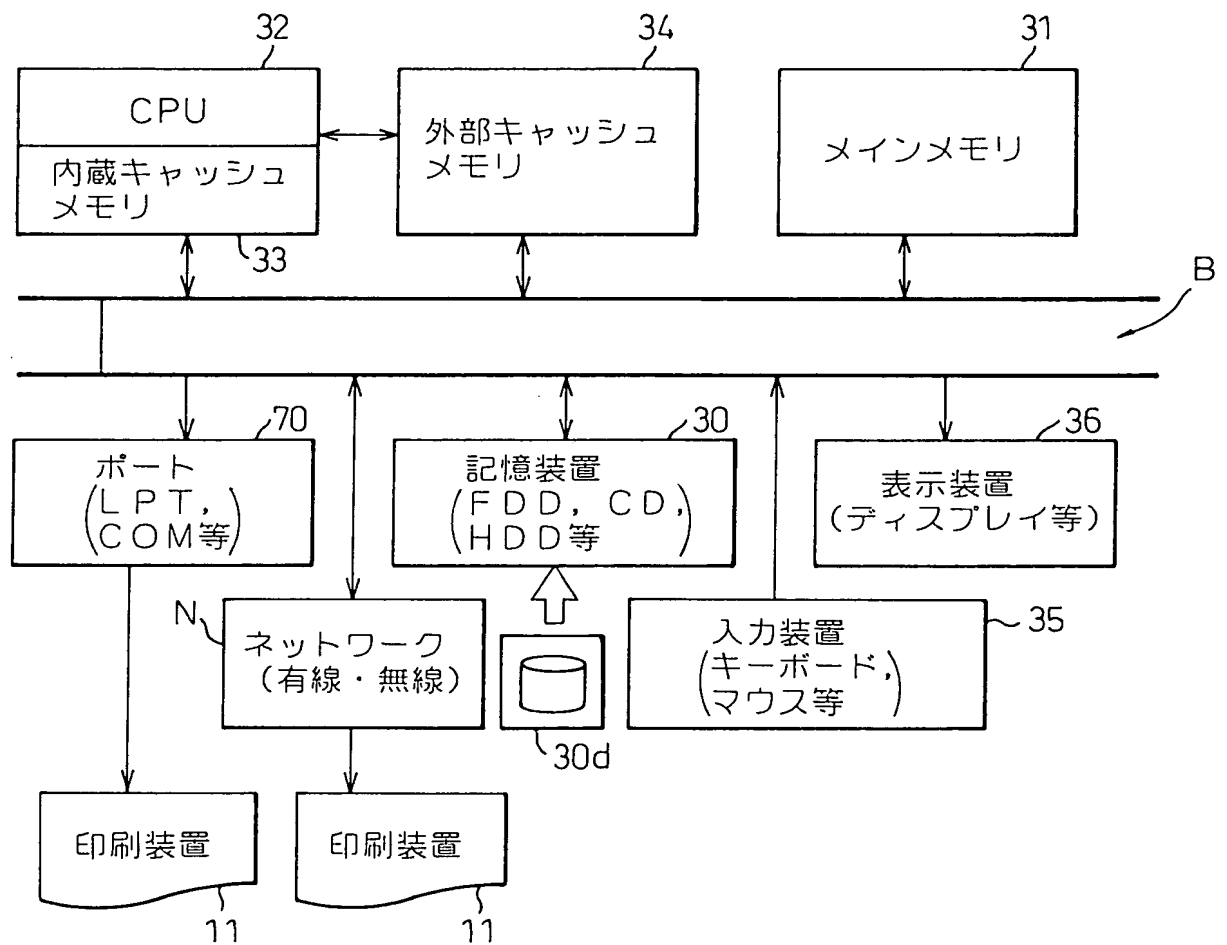 32
34
31
CPU
内蔵キャッシュ
メモリ
33
外部キャッシュ
メモリ
メインメモリ
B
70
30
36
ポート
(LPT,
COM等)
記憶装置
(FDD, CD,
HDD等)
表示装置
(ディスプレイ等)
N
ネットワーク
(有線・無線)
30d
35
入力装置
(キーボード,
マウス等)
印刷装置
11
印刷装置
11